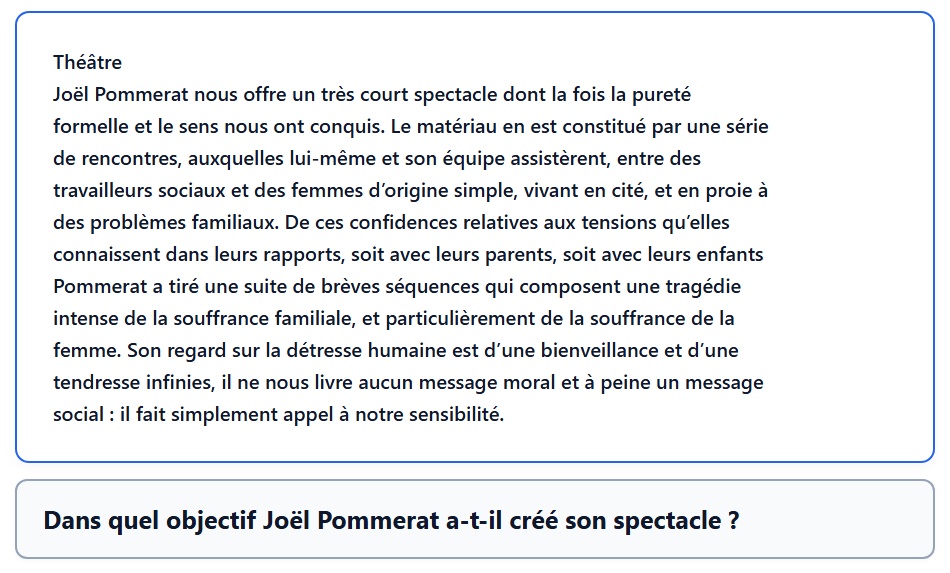 Théâtre
Joël Pommerat nous offre un très court spectacle dont la fois la pureté
formelle et le sens nous ont conquis. Le matériau en est constitué par une série
de rencontres, auxquelles lui-même et son équipe assistèrent, entre des
travailleurs sociaux et des femmes d’origine simple, vivant en cité, et en proie à
des problèmes familiaux. De ces confidences relatives aux tensions qu’elles
connaissent dans leurs rapports, soit avec leurs parents, soit avec leurs enfants
Pommerat a tiré une suite de brèves séquences qui composent une tragédie
intense de la souffrance familiale, et particulièrement de la souffrance de la
femme. Son regard sur la détresse humaine est d’une bienveillance et d’une
tendresse infinies, il ne nous livre aucun message moral et à peine un message
social : il fait simplement appel à notre sensibilité.
Dans quel objectif Joël Pommerat a-t-il créé son spectacle ?